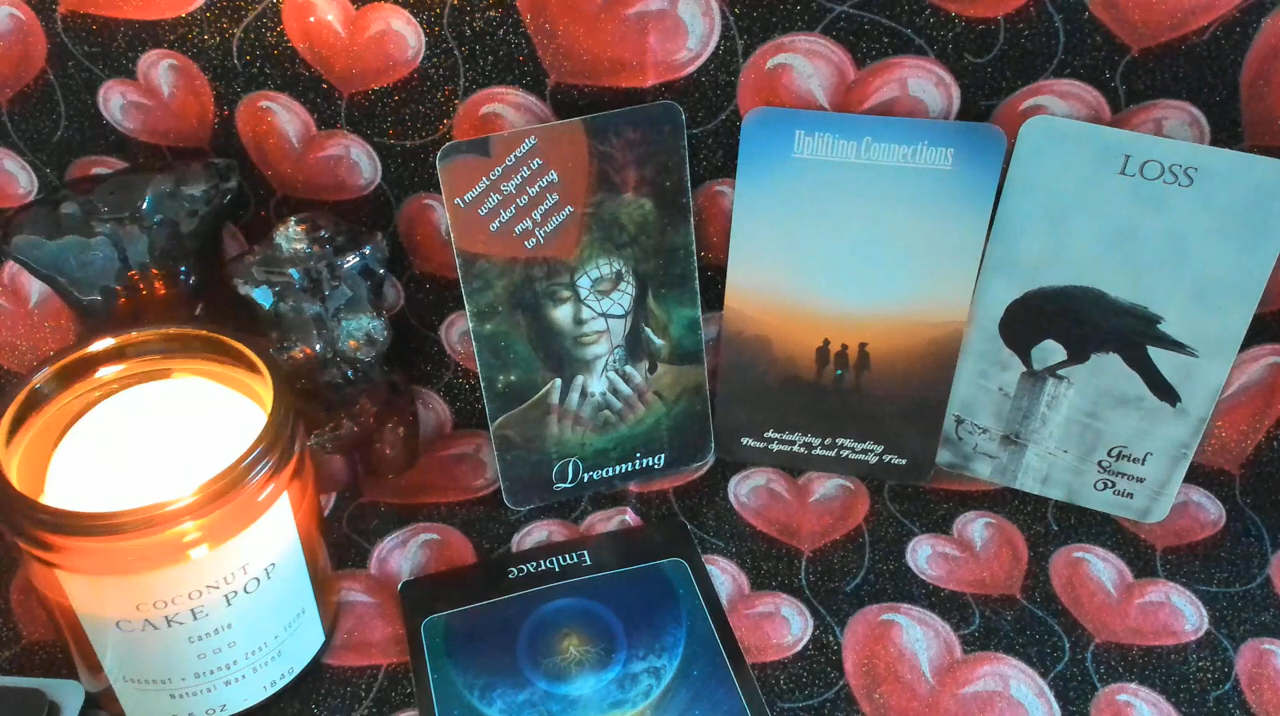 I must co-create
with Spirit in
order to bring
my goals
to fruition
Dreaming
Uplifting Connections
Socializing & Mingling
New Sparks, Soul Family Ties
LOSS
Grief
Sorrow
Pain
Embrace
COCONUT
CAKE POP
Candle
Coconut + Orange Zest + Icing
Natural Wax Blend